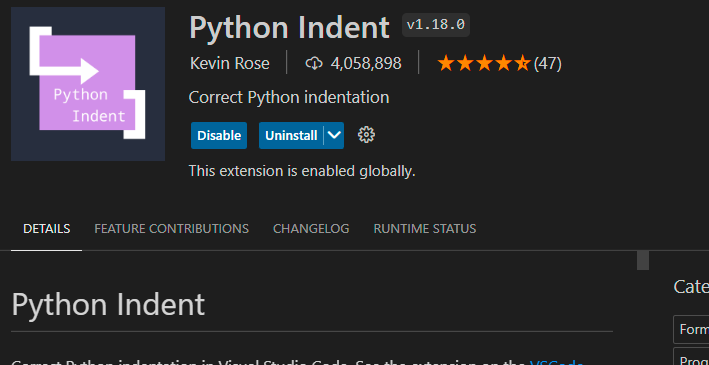 Python
Indent
Python Indent v1.18.0
Kevin Rose 4,058,898 (47)
Correct Python indentation
Disable Uninstall
This extension is enabled globally.
DETAILS FEATURE CONTRIBUTIONS CHANGELOG RUNTIME STATUS
Python Indent
Cate
Form
Prog
Correct Python indentation in Visual Studio Code. See the extension on the VSCode